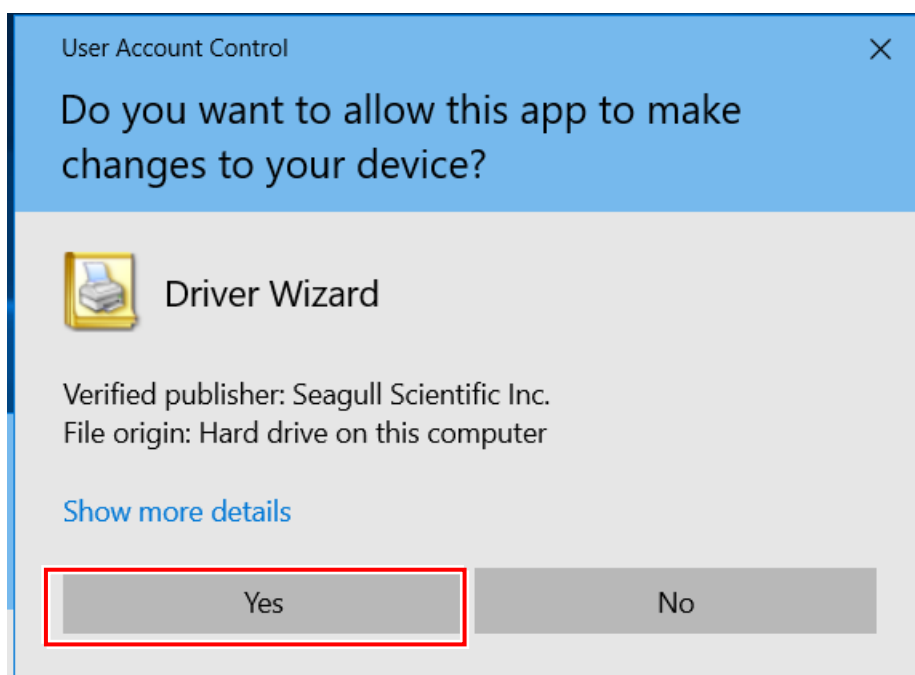 User Account Control
Do you want to allow this app to make
changes to your device?
Driver Wizard
Verified publisher: Seagull Scientific Inc.
File origin: Hard drive on this computer
Show more details
Yes
No